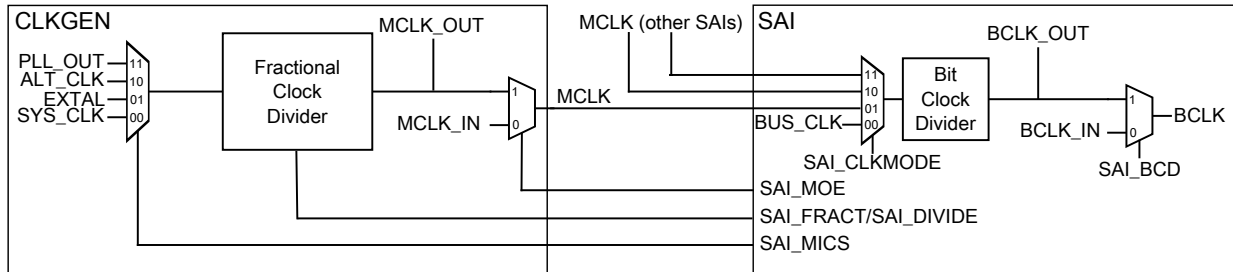 CLKGEN
PLL_OUT
ALT_CLK
EXTAL
SYS_CLK
11
10
01
00
Fractional
Clock
Divider
MCLK_OUT
MCLK_IN
1
0
MCLK
MCLK (other SAIs)
SAI
11
10
01
00
BUS_CLK
SAI_CLKMODE
Bit
Clock
Divider
BCLK_OUT
BCLK_IN
1
0
BCLK
SAI_BCD
SAI_MOE
SAI_FRACT/SAI_DIVIDE
SAI_MICS